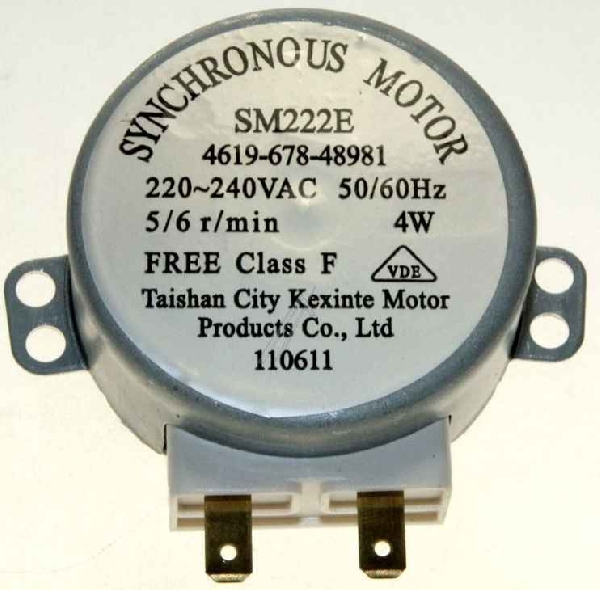 SYNCHRONOUS MOTOR
SM222E
4619-678-48981
220~240VAC 50/60Hz
5/6 r/min 4W
FREE Class F
VDE
Taishan City Kexinte Motor
Products Co., Ltd
110611